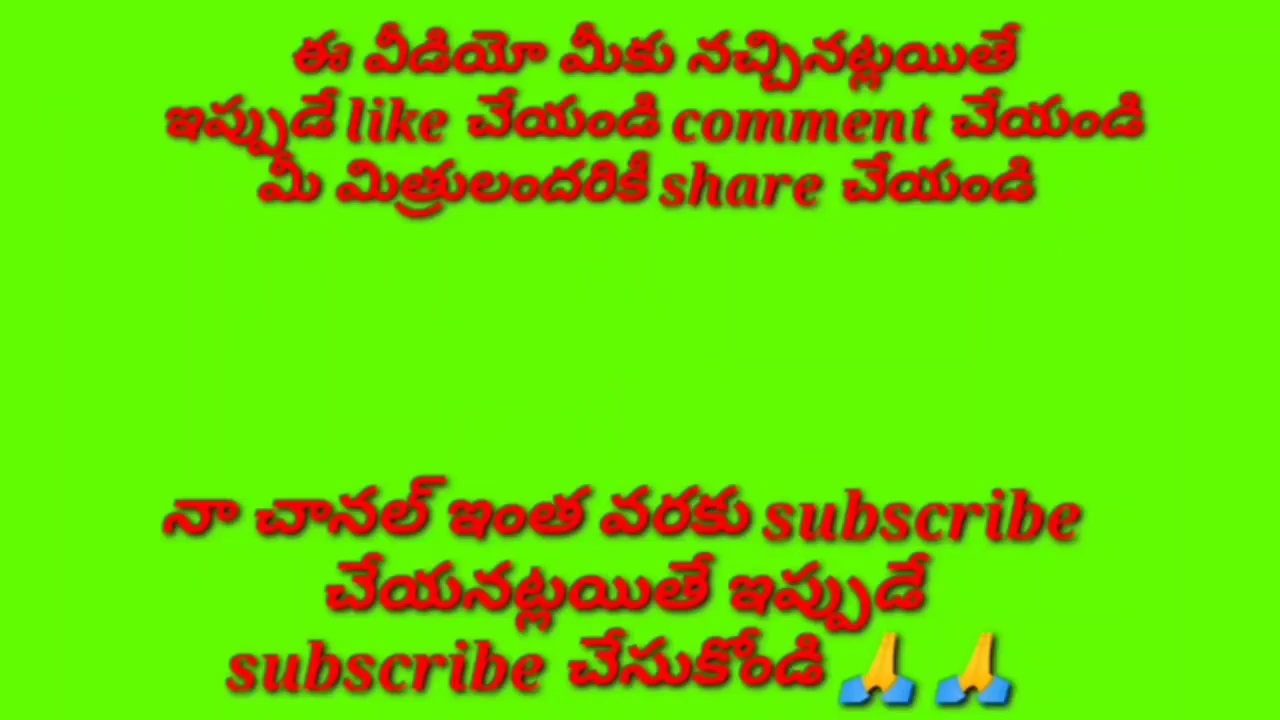 ఈ వీడియో మీకు నచ్చినట్లయితే
ఇప్పుడే like చేయండి comment చేయండి
మీ మిత్రులందరికీ share చేయండి
నా చానల్ ఇంత వరకు subscribe
చేయనట్లయితే ఇప్పుడే
subscribe చేసుకోండి 🙏 🙏